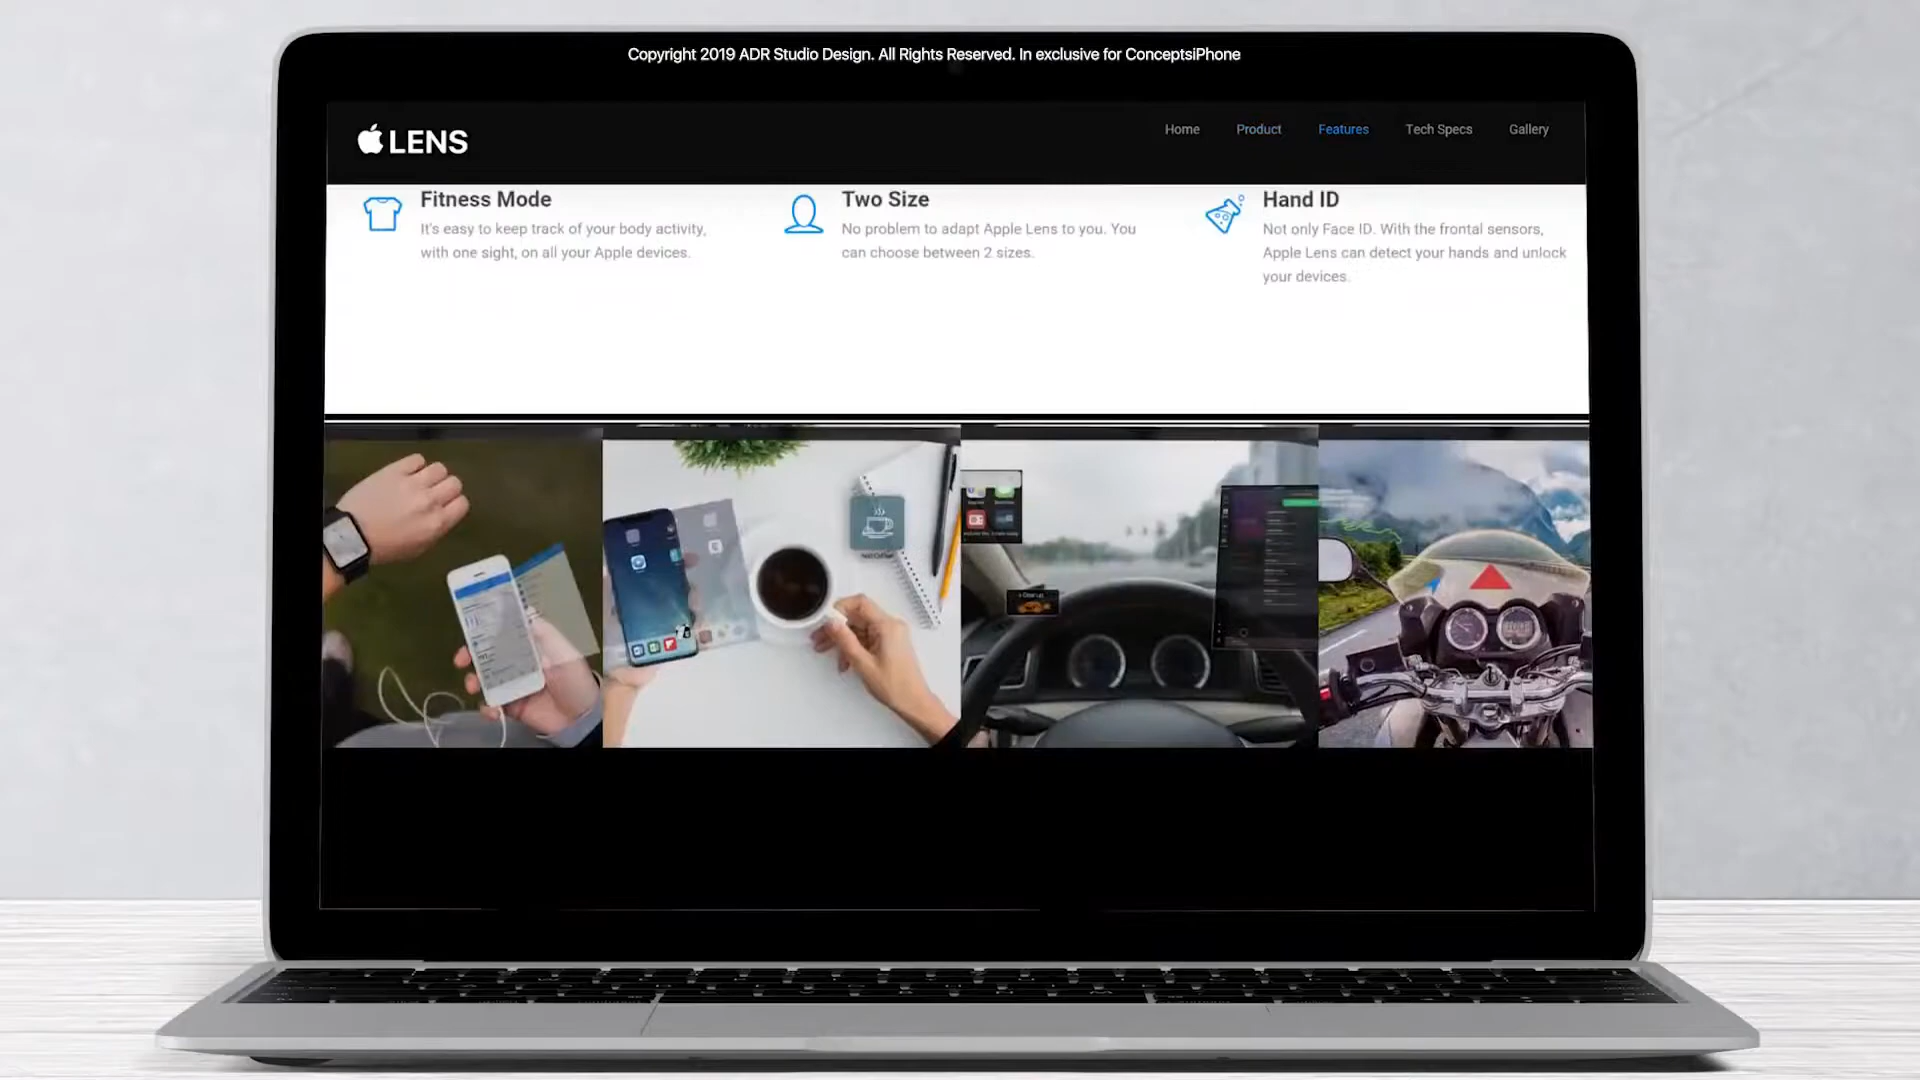 Copyright 2019 ADR Studio Design. All Rights Reserved. In exclusive for ConceptsiPhone
LENS
Home Product Features Tech Specs Gallery
Fitness Mode
It's easy to keep track of your body activity,
with one sight, on all your Apple devices.
Two Size
No problem to adapt Apple Lens to you. You
can choose between 2 sizes.
Hand ID
Not only Face ID. With the frontal sensors,
Apple Lens can detect your hands and unlock
your devices.